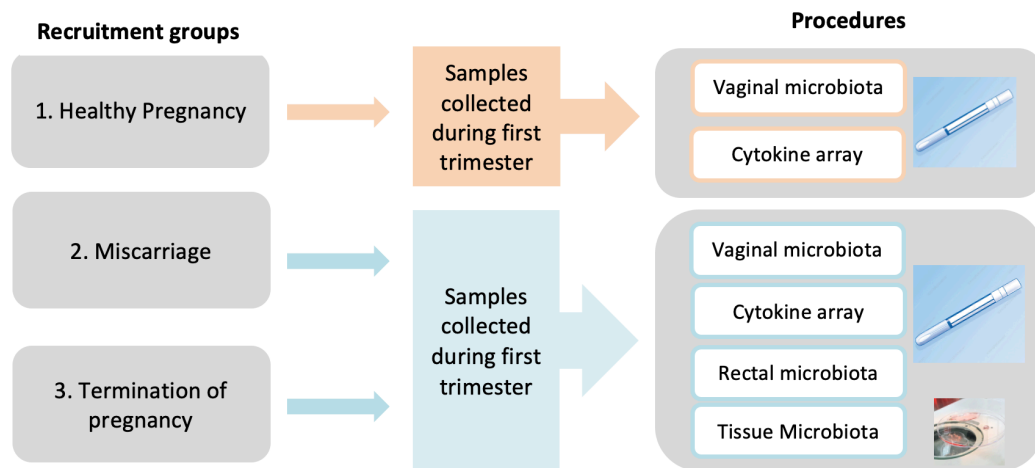 Recruitment groups
Procedures
1. Healthy Pregnancy
Samples
collected
during first
trimester
Vaginal microbiota
Cytokine array
2. Miscarriage
3. Termination of
pregnancy
Samples
collected
during first
trimester
Vaginal microbiota
Cytokine array
Rectal microbiota
Tissue Microbiota